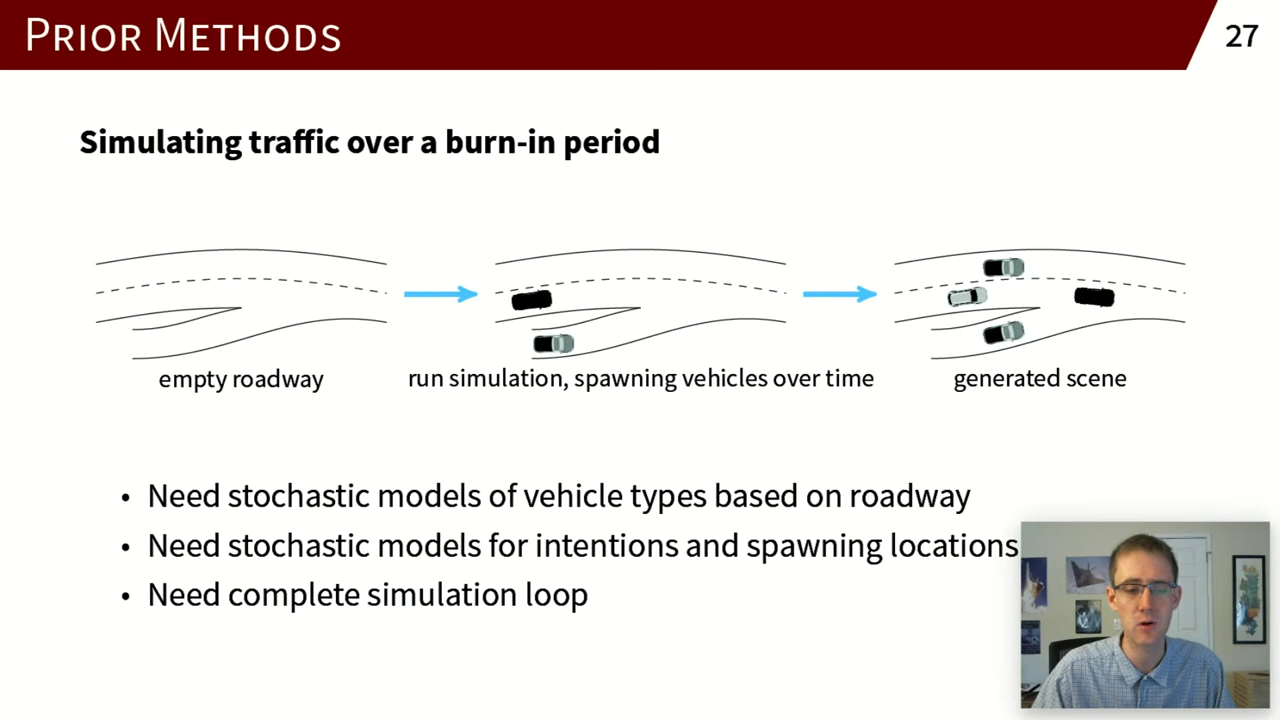 PRIOR METHODS
27
Simulating traffic over a burn-in period
empty roadway
run simulation, spawning vehicles over time
generated scene
• Need stochastic models of vehicle types based on roadway
• Need stochastic models for intentions and spawning locations
• Need complete simulation loop